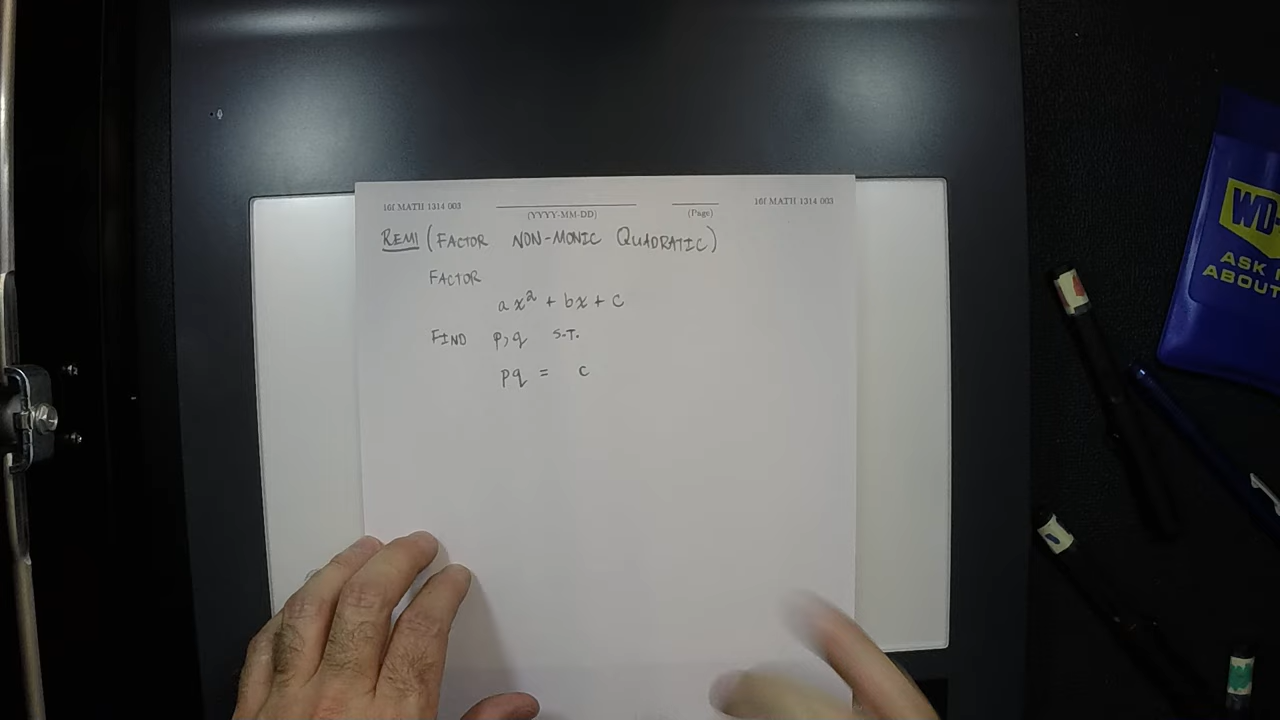 16f MATH 1314 003
(YYYY-MM-DD)
(Page)
16f MATH 1314 003
REM1 (FACTOR NON-MONIC QUADRATIC)
FACTOR
ax² + bx + c
FIND p, q S.T.
pq = c
WD
ASK
ABOUT